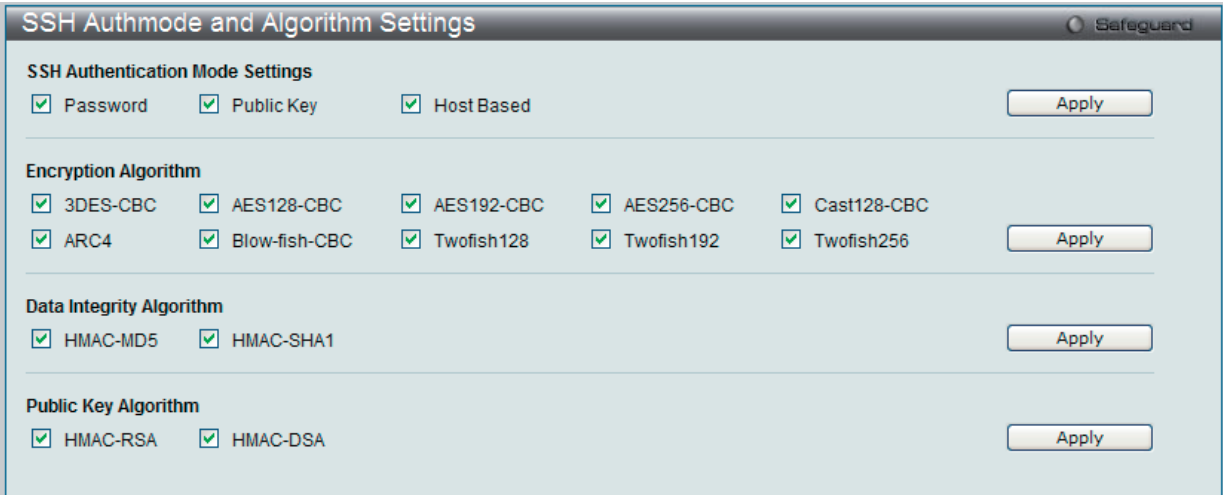 SSH Authmode and Algorithm Settings Safeguard
SSH Authentication Mode Settings
Password Public Key Host Based Apply
Encryption Algorithm
3DES-CBC AES128-CBC AES192-CBC AES256-CBC Cast128-CBC
ARC4 Blow-fish-CBC Twofish128 Twofish192 Twofish256 Apply
Data Integrity Algorithm
HMAC-MD5 HMAC-SHA1 Apply
Public Key Algorithm
HMAC-RSA HMAC-DSA Apply